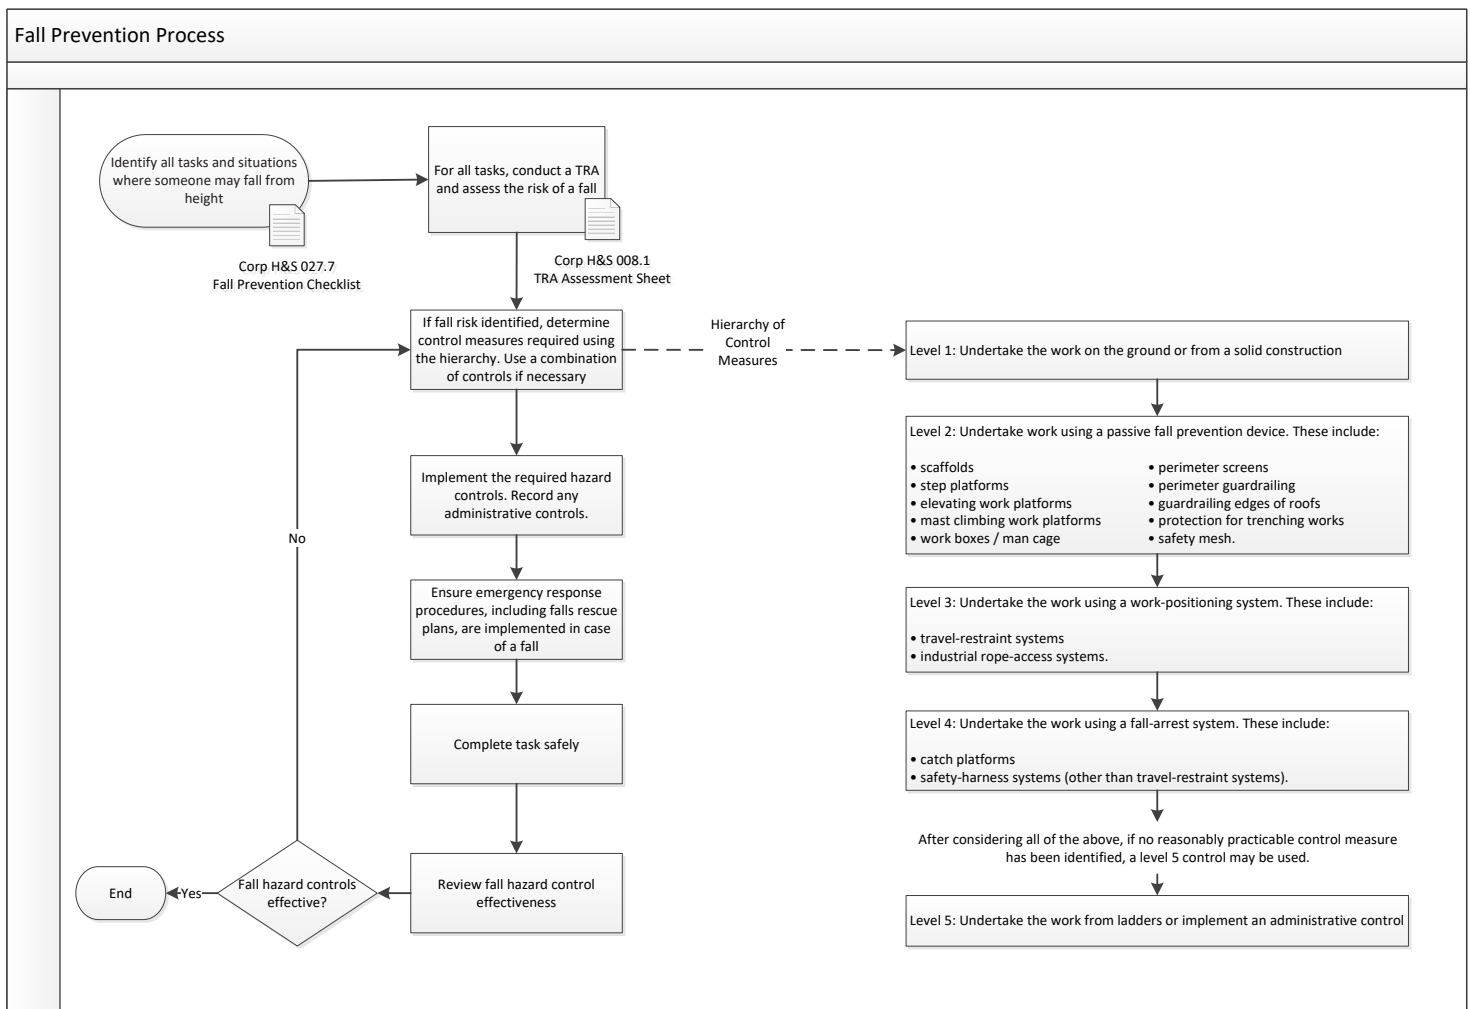 Fall Prevention Process
Identify all tasks and situations
where someone may fall from
height
Corp H&S 027.7
Fall Prevention Checklist
For all tasks, conduct a TRA
and assess the risk of a fall
Corp H&S 008.1
TRA Assessment Sheet
If fall risk identified, determine
control measures required using
the hierarchy. Use a combination
of controls if necessary
Hierarchy of
Control
Measures
Implement the required hazard
controls. Record any
administrative controls.
Ensure emergency response
procedures, including falls rescue
plans, are implemented in case
of a fall
Complete task safely
Review fall hazard control
effectiveness
Fall hazard controls
effective?
No
Yes
End
Level 1: Undertake the work on the ground or from a solid construction
Level 2: Undertake work using a passive fall prevention device. These include:
• scaffolds
• step platforms
• elevating work platforms
• mast climbing work platforms
• work boxes / man cage
• perimeter screens
• perimeter guardrailing
• guardrailing edges of roofs
• protection for trenching works
• safety mesh.
Level 3: Undertake the work using a work-positioning system. These include:
• travel-restraint systems
• industrial rope-access systems.
Level 4: Undertake the work using a fall-arrest system. These include:
• catch platforms
• safety-harness systems (other than travel-restraint systems).
After considering all of the above, if no reasonably practicable control measure
has been identified, a level 5 control may be used.
Level 5: Undertake the work from ladders or implement an administrative control